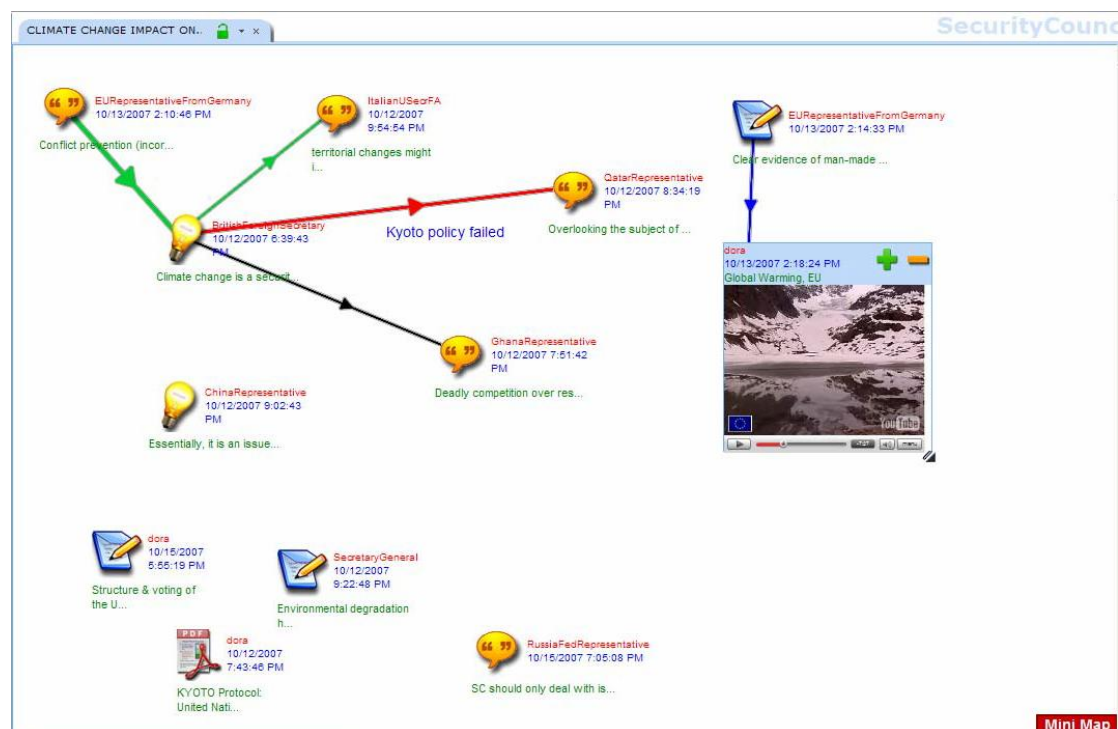 CLIMATE CHANGE IMPACT ON..
SecurityCounc
EURepresentativeFromGermany
10/13/2007 2:10:46 PM
Conflict prevention (incor...
ItalianUSecrFA
10/12/2007
9:54:54 PM
territorial changes might
i...
EURepresentativeFromGermany
10/13/2007 2:14:33 PM
Clear evidence of man-made ...
QatarRepresentative
10/12/2007 8:34:19
PM
Overlooking the subject of ...
BritishForeignSecretary
10/12/2007 6:39:43
PM
Climate change is a securit...
Kyoto policy failed
dora
10/13/2007 2:18:24 PM
Global Warming, EU
YouTube
GhanaRepresentative
10/12/2007 7:51:42
PM
Deadly competition over res...
ChinaRepresentative
10/12/2007 9:02:43
PM
Essentially, it is an issue...
dora
10/15/2007
5:55:19 PM
Structure & voting of
the U...
SecretaryGeneral
10/12/2007
9:22:48 PM
Environmental degradation
h...
PDF
dora
10/12/2007
7:43:46 PM
KYOTO Protocol:
United Nati...
RussiaFedRepresentative
10/15/2007 7:05:08 PM
SC should only deal with is...
Mini Map